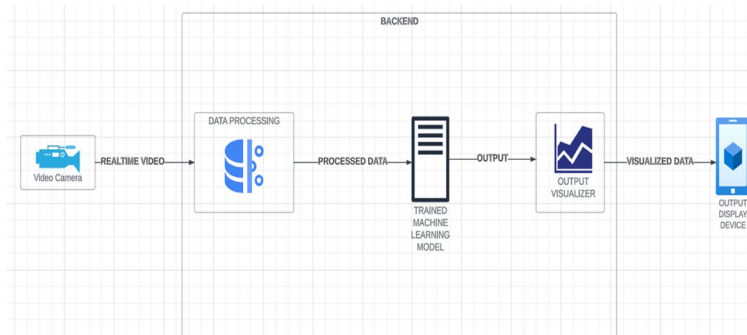 BACKEND
DATA PROCESSING
REALTIME VIDEO
PROCESSED DATA
OUTPUT
VISUALIZED DATA
Video Camera
OUTPUT
VISUALIZER
TRAINED
MACHINE
LEARNING
MODEL
OUTPUT
DISPLAY
DEVICE